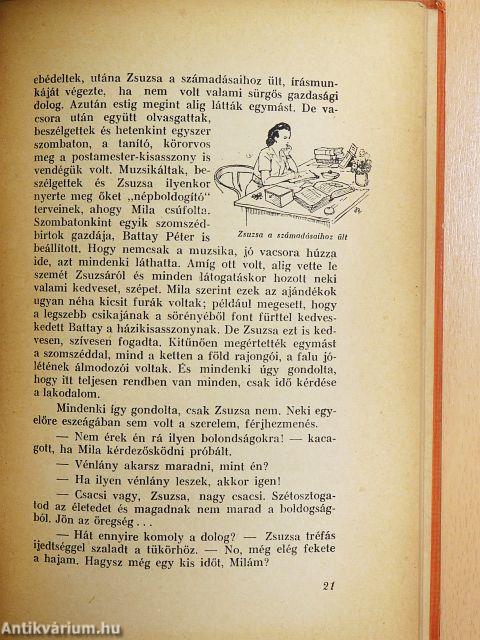 ebédeltek, utána Zsuzsa a számadásaihoz ült, írásmun-
káját végezte, ha nem volt valami sürgős gazdasági
dolog. Azután estig megint alig látták egymást. De va-
csora után együtt olvasgattak,
beszélgettek és hetenkint egyszer
szombaton, a tanító, körorvos
meg a postamester-kisasszony is
vendégük volt. Muzsikáltak, be-
szélgettek és Zsuzsa ilyenkor
nyerte meg őket „népboldogító"
terveinek, ahogy Mila csúfolta.
Szombatonkint egyik szomszéd-
birtok gazdája, Battay Péter is
Zsuzsa a számadásaihoz ült
beállított. Hogy nemcsak a muzsika, jó vacsora húzza
ide, azt mindenki láthatta. Amíg ott volt, alig vette le
szemét Zsuzsáról és minden látogatáskor hozott neki
valami kedveset, szépet. Mila szerint ezek az ajándékok
ugyan néha kicsit furák voltak; például megesett, hogy
a legszebb csikajának a sörényéből font fürttel kedves-
kedett Battay a házikisasszonynak. De Zsuzsa ezt is ked-
vesen, szívesen fogadta. Kitűnően megértették egymást
a szomszéddal, mind a ketten a föld rajongói, a falu jó-
létének álmodozói voltak. És mindenki úgy gondolta,
hogy itt teljesen rendben van minden, csak idő kérdése
a lakodalom.
Mindenki így gondolta, csak Zsuzsa nem. Neki egy-
előre eszeágában sem volt a szerelem, férjhezmenés.
— Nem érek én rá ilyen bolondságokra! — kaca-
gott, ha Mila kérdezősködni próbált.
— Vénlány akarsz maradni, mint én?
— Ha ilyen vénlány leszek, akkor igen!
— Csacsi vagy, Zsuzsa, nagy csacsi. Szétosztoga-
tod az életedet és magadnak nem marad a boldogság-
ból. Jön az öregség . . .
— Hát ennyire komoly a dolog? — Zsuzsa tréfás
ijedtséggel szaladt a tükörhöz. — No, még elég fekete
a hajam. Hagysz még egy kis időt, Milám?
21
Antikvárium.hu